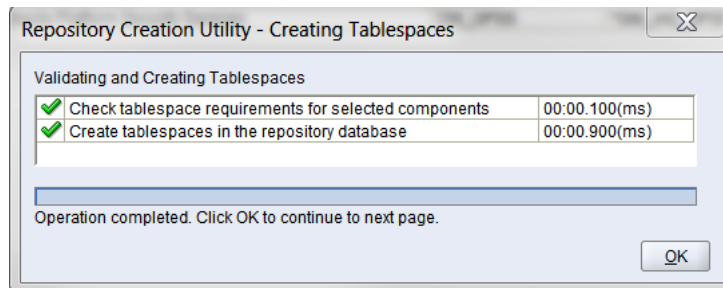 Repository Creation Utility - Creating Tablespaces
Validating and Creating Tablespaces
Check tablespace requirements for selected components 00:00.100(ms)
Create tablespaces in the repository database 00:00.900(ms)
Operation completed. Click OK to continue to next page.
OK